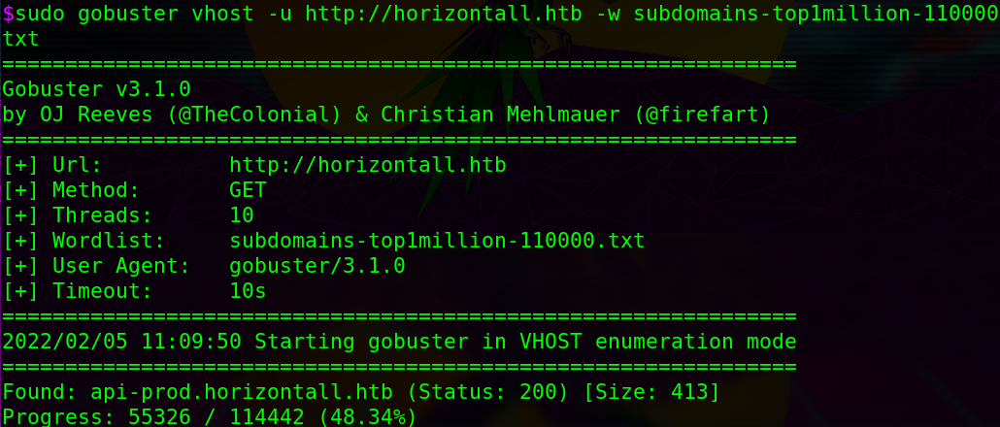 $sudo gobuster vhost -u http://horizontall.htb -w subdomains-top1million-110000
txt
===============================================================
Gobuster v3.1.0
by OJ Reeves (@TheColonial) & Christian Mehlmauer (@firefart)
===============================================================
[+] Url:          http://horizontall.htb
[+] Method:       GET
[+] Threads:      10
[+] Wordlist:     subdomains-top1million-110000.txt
[+] User Agent:   gobuster/3.1.0
[+] Timeout:      10s
===============================================================
2022/02/05 11:09:50 Starting gobuster in VHOST enumeration mode
===============================================================
Found: api-prod.horizontall.htb (Status: 200) [Size: 413]
Progress: 55326 / 114442 (48.34%)